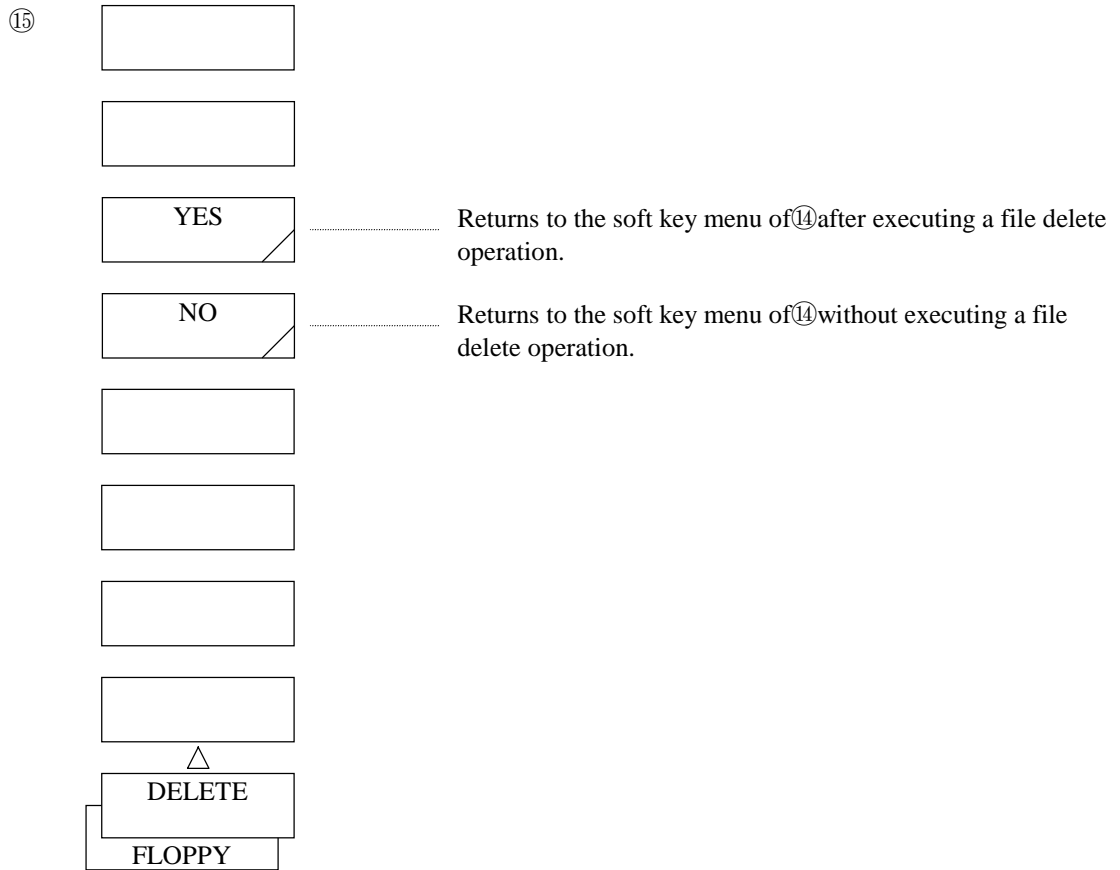 ⑮
YES
Returns to the soft key menu of⑭after executing a file delete
operation.
NO
Returns to the soft key menu of⑭without executing a file
delete operation.
DELETE
FLOPPY